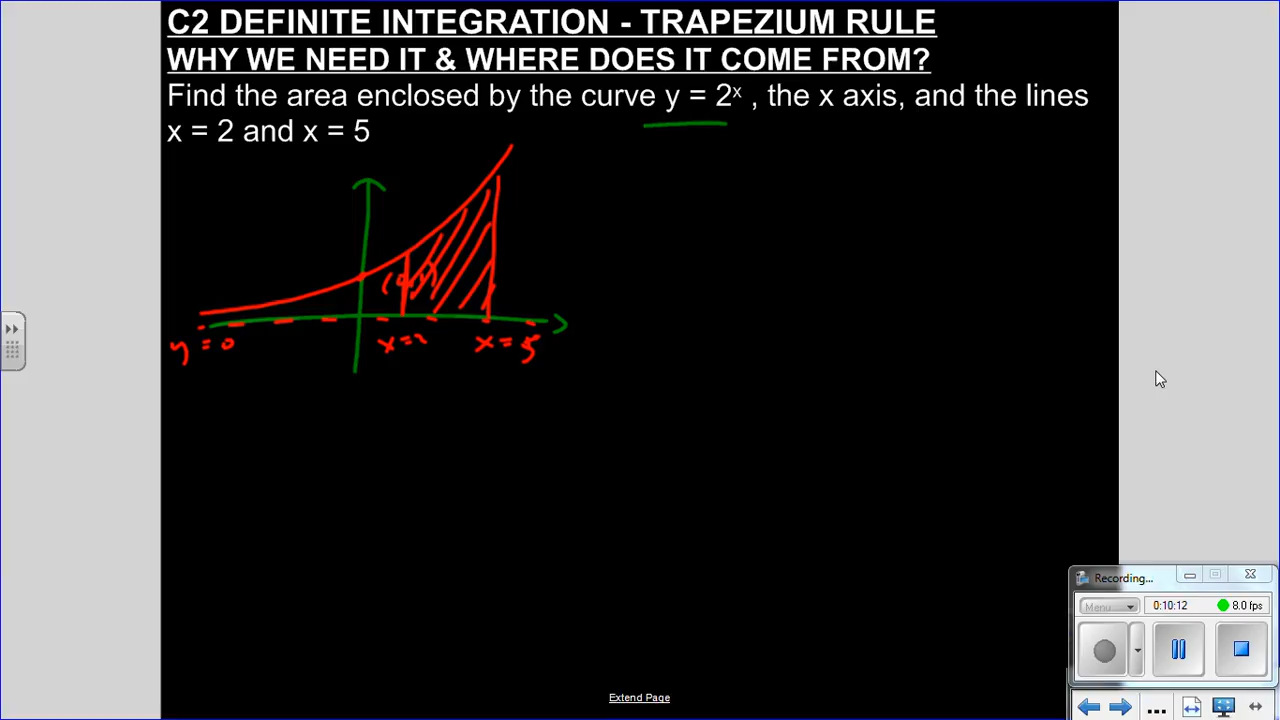 C2 DEFINITE INTEGRATION - TRAPEZIUM RULE
WHY WE NEED IT & WHERE DOES IT COME FROM?
Find the area enclosed by the curve y = 2ˣ , the x axis, and the lines
x = 2 and x = 5
y = 0
x = 2
x = 5
Recording...
Menu
0:10:12
8.0 fps
Extend Page